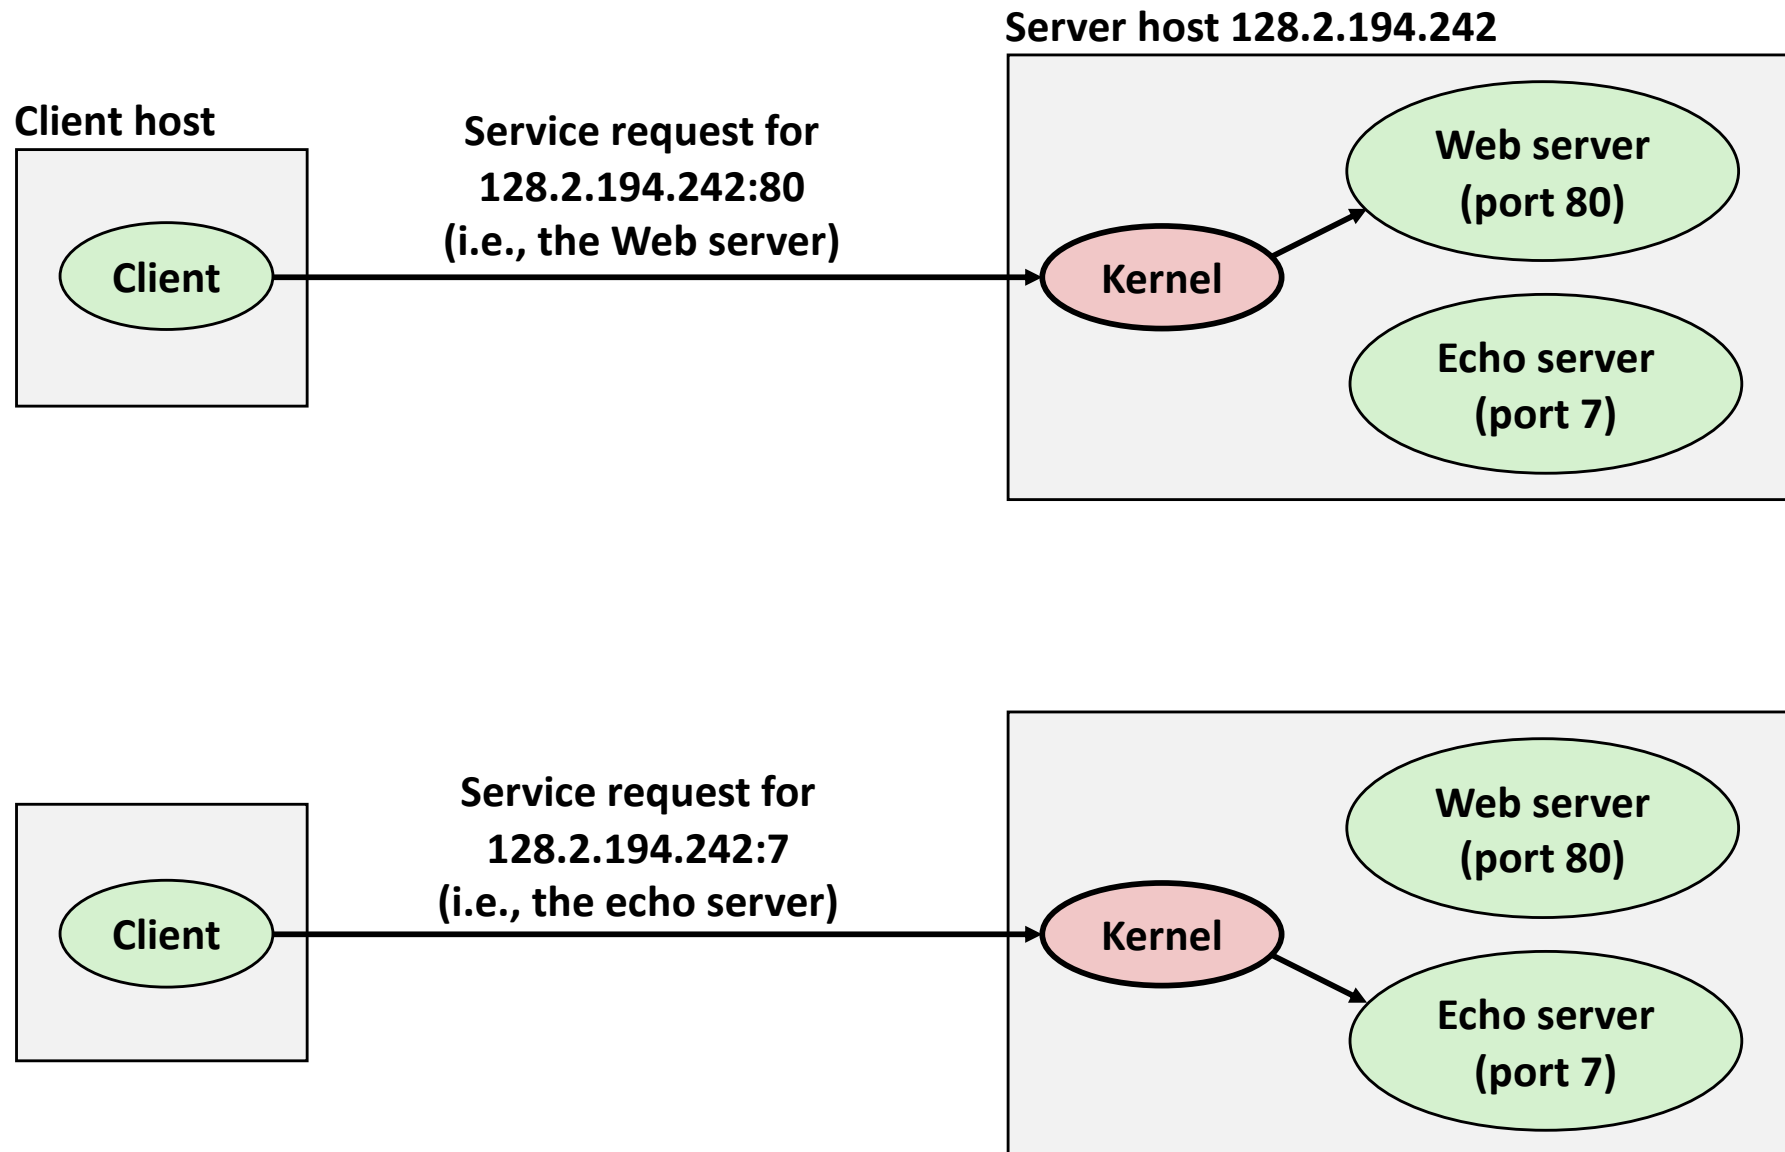 Server host 128.2.194.242
Client host
Service request for
128.2.194.242:80
(i.e., the Web server)
Client
Kernel
Web server
(port 80)
Echo server
(port 7)
Service request for
128.2.194.242:7
(i.e., the echo server)
Client
Kernel
Web server
(port 80)
Echo server
(port 7)